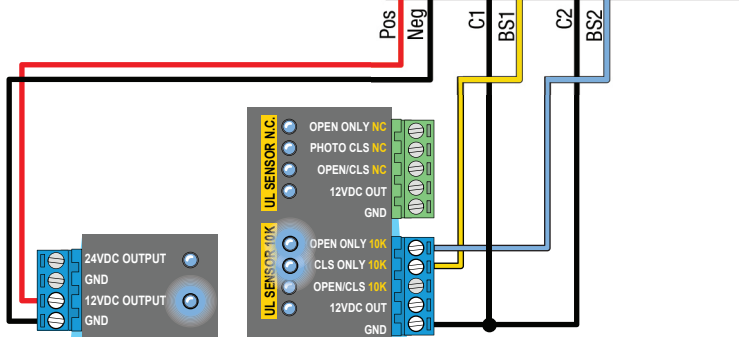 Pos
Neg
C1
BS1
C2
BS2
UL SENSOR N.C.
OPEN ONLY NC
PHOTO CLS NC
OPEN/CLS NC
12VDC OUT
GND
UL SENSOR 10K
OPEN ONLY 10K
CLS ONLY 10K
OPEN/CLS 10K
12VDC OUT
GND
24VDC OUTPUT
GND
12VDC OUTPUT
GND